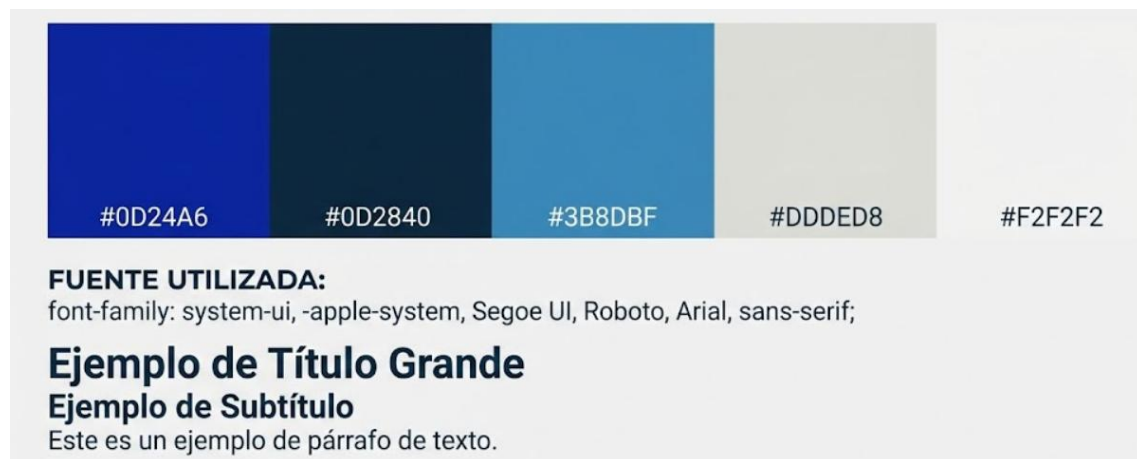 #0D24A6 #0D2840 #3B8DBF #DDDED8 #F2F2F2
FUENTE UTILIZADA:
font-family: system-ui, -apple-system, Segoe UI, Roboto, Arial, sans-serif;
Ejemplo de Título Grande
Ejemplo de Subtítulo
Este es un ejemplo de párrafo de texto.